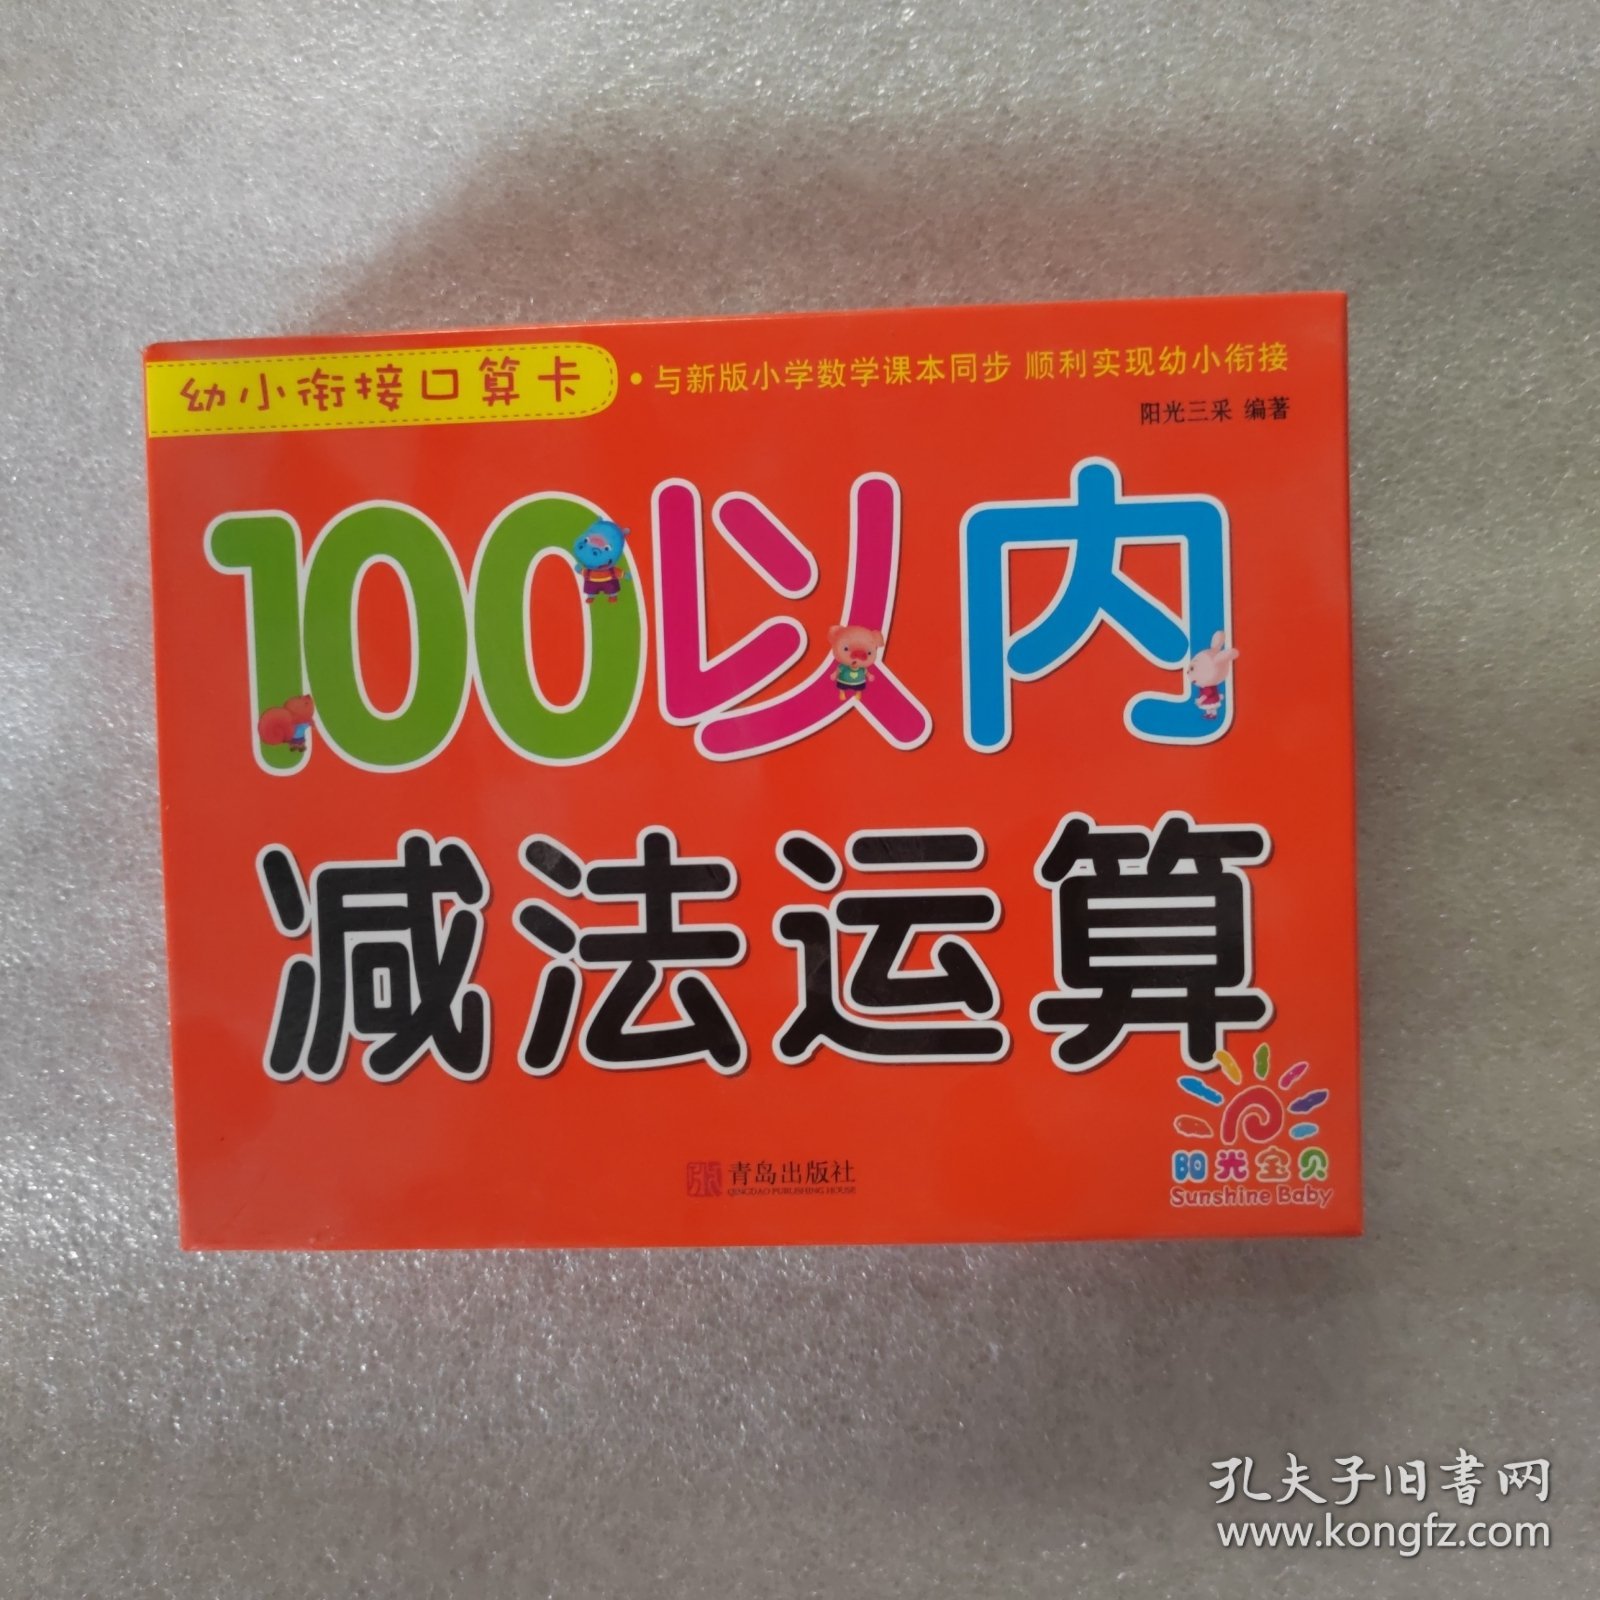 幼小衔接口算卡
•与新版小学数学课本同步 顺利实现幼小衔接
阳光三采 编著
100以内
减法运算
青岛出版社
QINGDAO PUBLISHING HOUSE
阳光宝贝
Sunshine Baby
孔夫子旧书网
www.kongfz.com